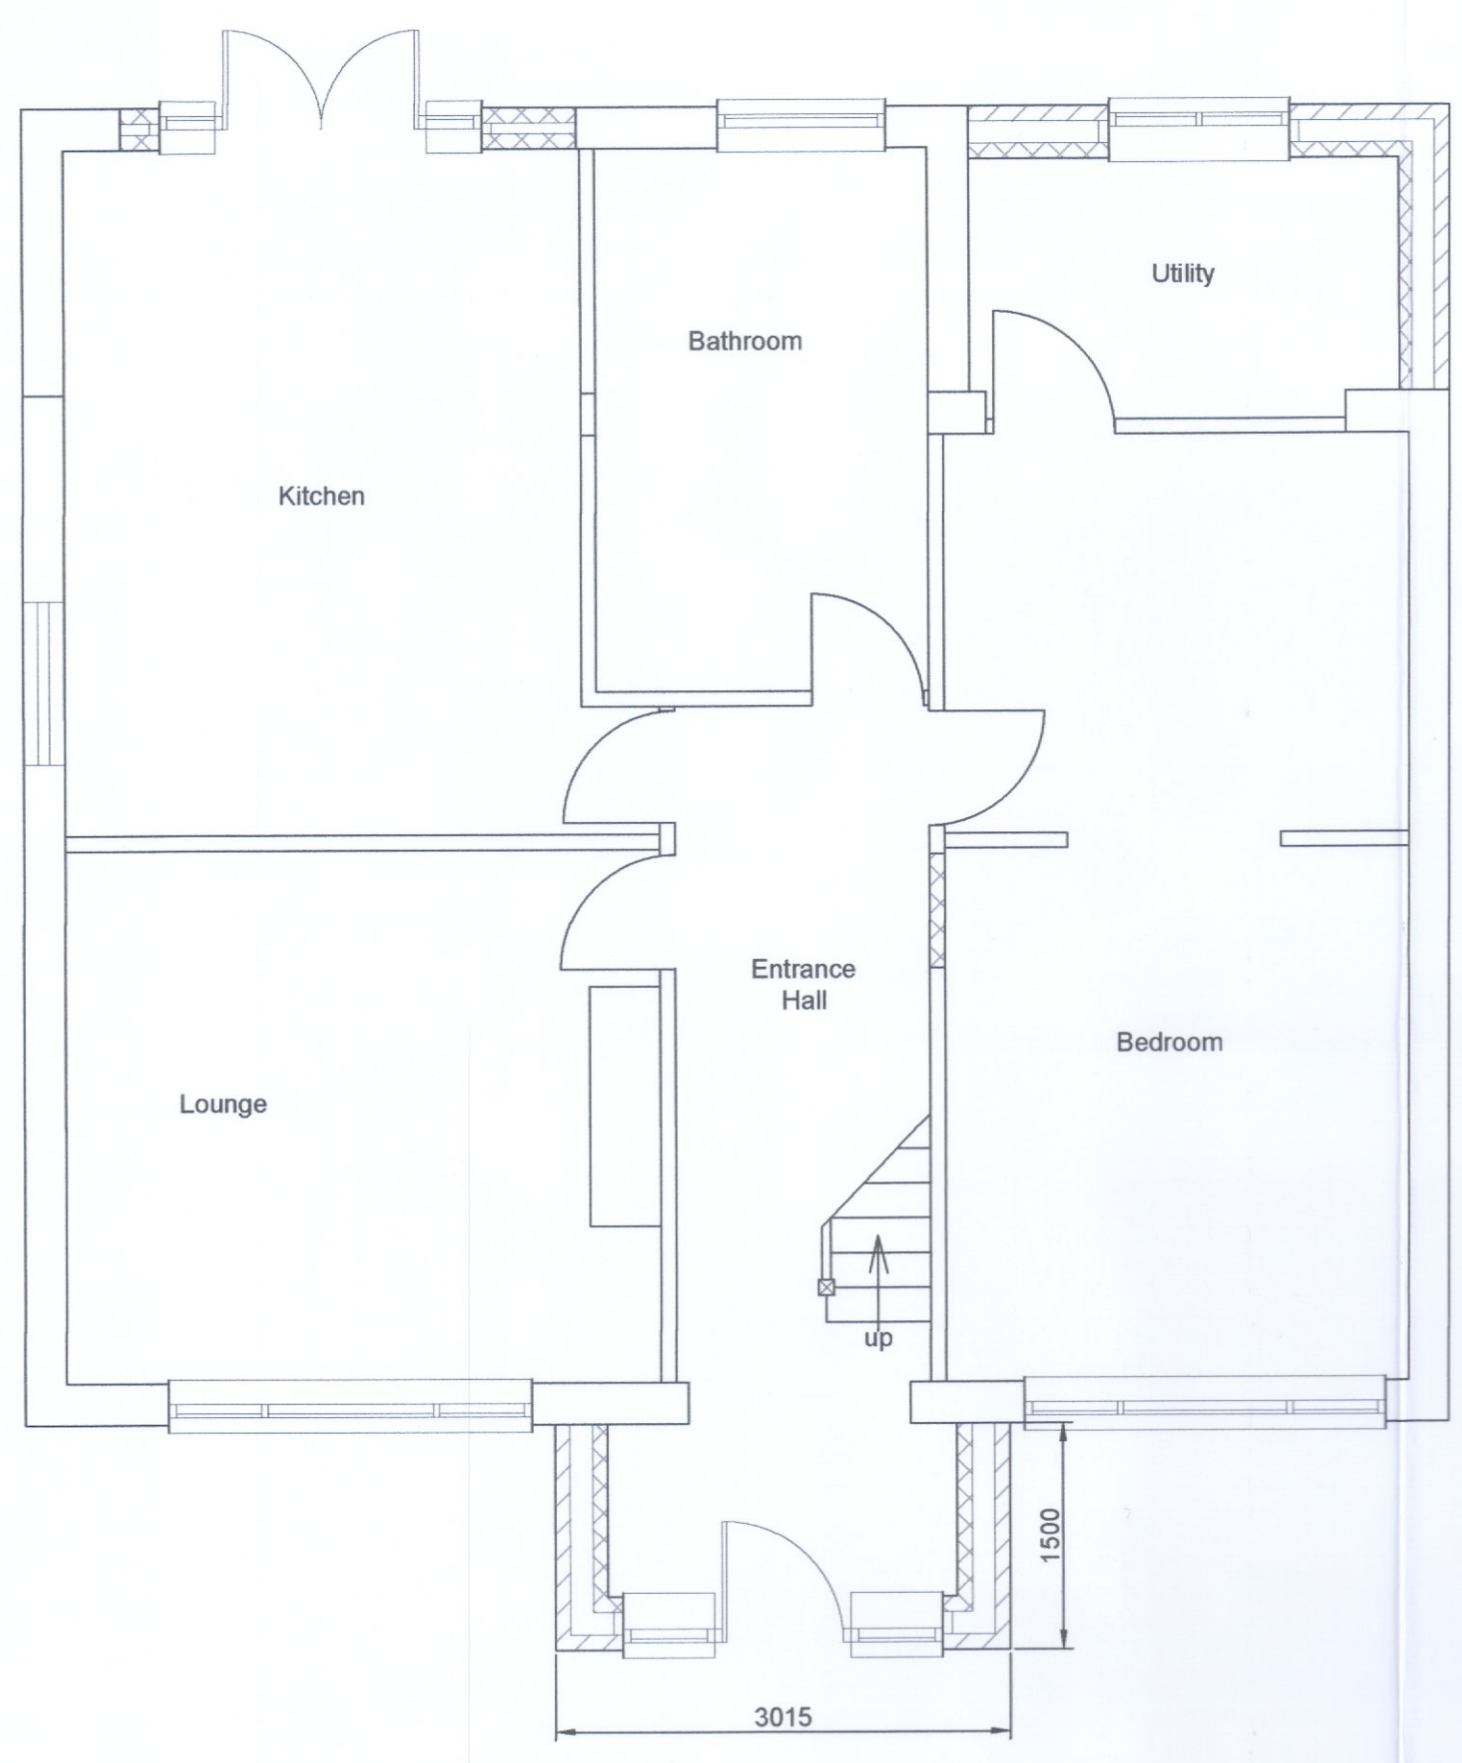 Utility
Bathroom
Kitchen
Entrance
Hall
Bedroom
Lounge
up
1500
3015